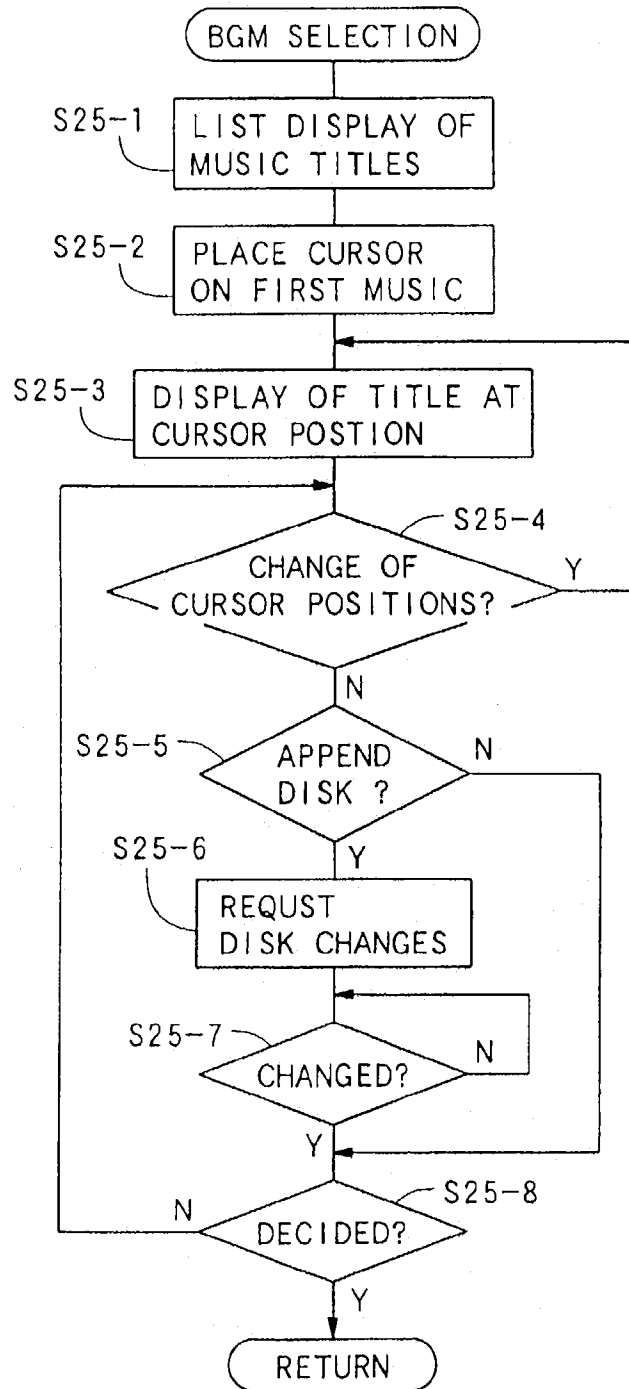 BGM SELECTION
S25-1
LIST DISPLAY OF
MUSIC TITLES
S25-2
PLACE CURSOR
ON FIRST MUSIC
S25-3
DISPLAY OF TITLE AT
CURSOR POSTION
S25-4
CHANGE OF
CURSOR POSITIONS?
Y
N
S25-5
APPEND
DISK ?
N
Y
S25-6
REQUST
DISK CHANGES
S25-7
CHANGED?
N
Y
S25-8
N
DECIDED?
Y
RETURN